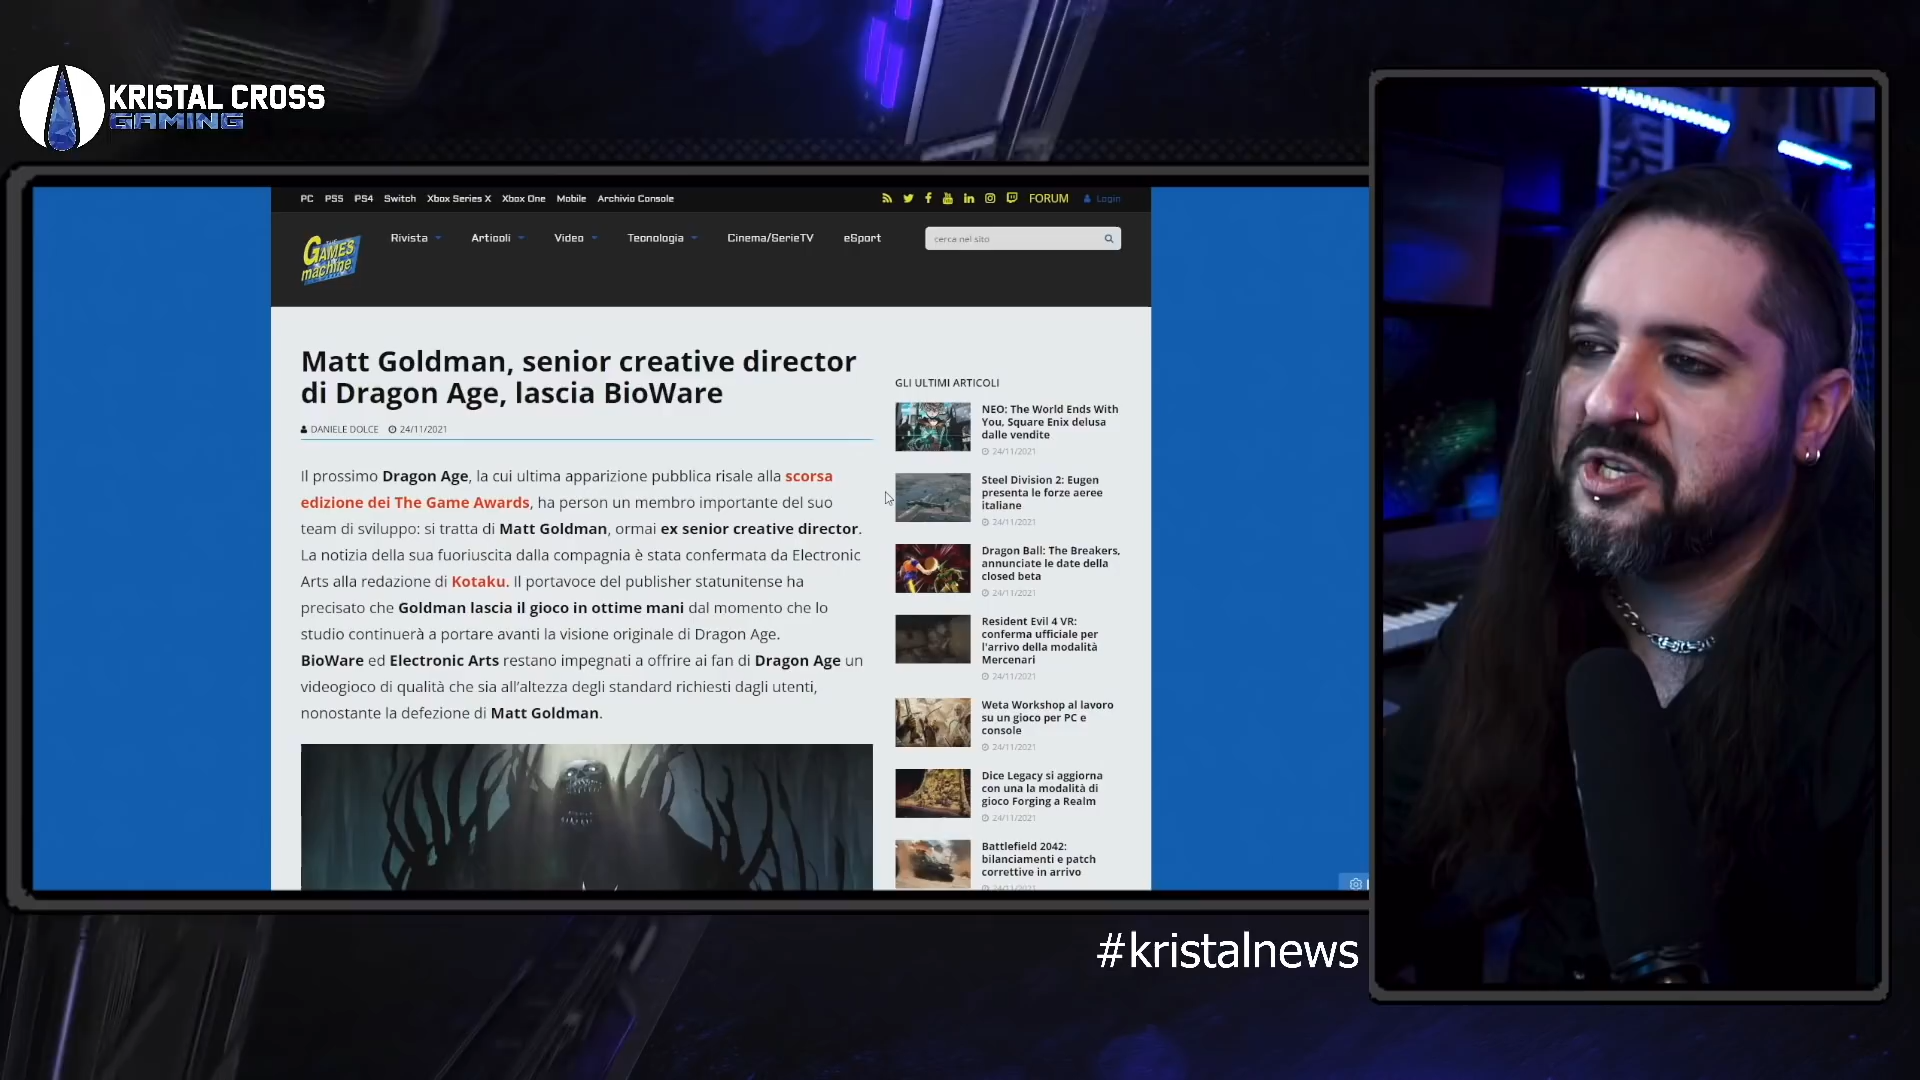 KRISTAL CROSS
GAMING
PC PS5 PS4 Switch Xbox Series X Xbox One Mobile Archivio Console
FORUM Login
THE GAMES machine
Rivista Articoli Video Tecnologia Cinema/SerieTV eSport
cerca nel sito
Matt Goldman, senior creative director
di Dragon Age, lascia BioWare
DANIELE DOLCE 24/11/2021
Il prossimo Dragon Age, la cui ultima apparizione pubblica risale alla scorsa
edizione dei The Game Awards, ha person un membro importante del suo
team di sviluppo: si tratta di Matt Goldman, ormai ex senior creative director.
La notizia della sua fuoriuscita dalla compagnia è stata confermata da Electronic
Arts alla redazione di Kotaku. Il portavoce del publisher statunitense ha
precisato che Goldman lascia il gioco in ottime mani dal momento che lo
studio continuerà a portare avanti la visione originale di Dragon Age.
BioWare ed Electronic Arts restano impegnati a offrire ai fan di Dragon Age un
videogioco di qualità che sia all'altezza degli standard richiesti dagli utenti,
nonostante la defezione di Matt Goldman.
GLI ULTIMI ARTICOLI
NEO: The World Ends With
You, Square Enix delusa
dalle vendite
24/11/2021
Steel Division 2: Eugen
presenta le forze aeree
italiane
24/11/2021
Dragon Ball: The Breakers,
annunciate le date della
closed beta
24/11/2021
Resident Evil 4 VR:
conferma ufficiale per
l'arrivo della modalità
Mercenari
24/11/2021
Weta Workshop al lavoro
su un gioco per PC e
console
24/11/2021
Dice Legacy si aggiorna
con una la modalità di
gioco Forging a Realm
24/11/2021
Battlefield 2042:
bilanciamenti e patch
correttive in arrivo
24/11/2021
#kristalnews